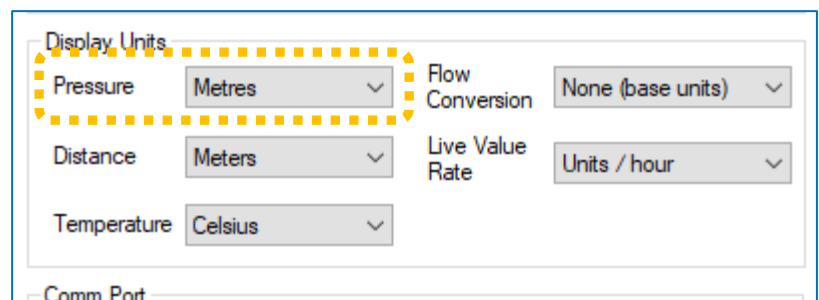 Display Units
Pressure Metres Flow Conversion None (base units)
Distance Meters Live Value Rate Units / hour
Temperature Celsius
Comm Port